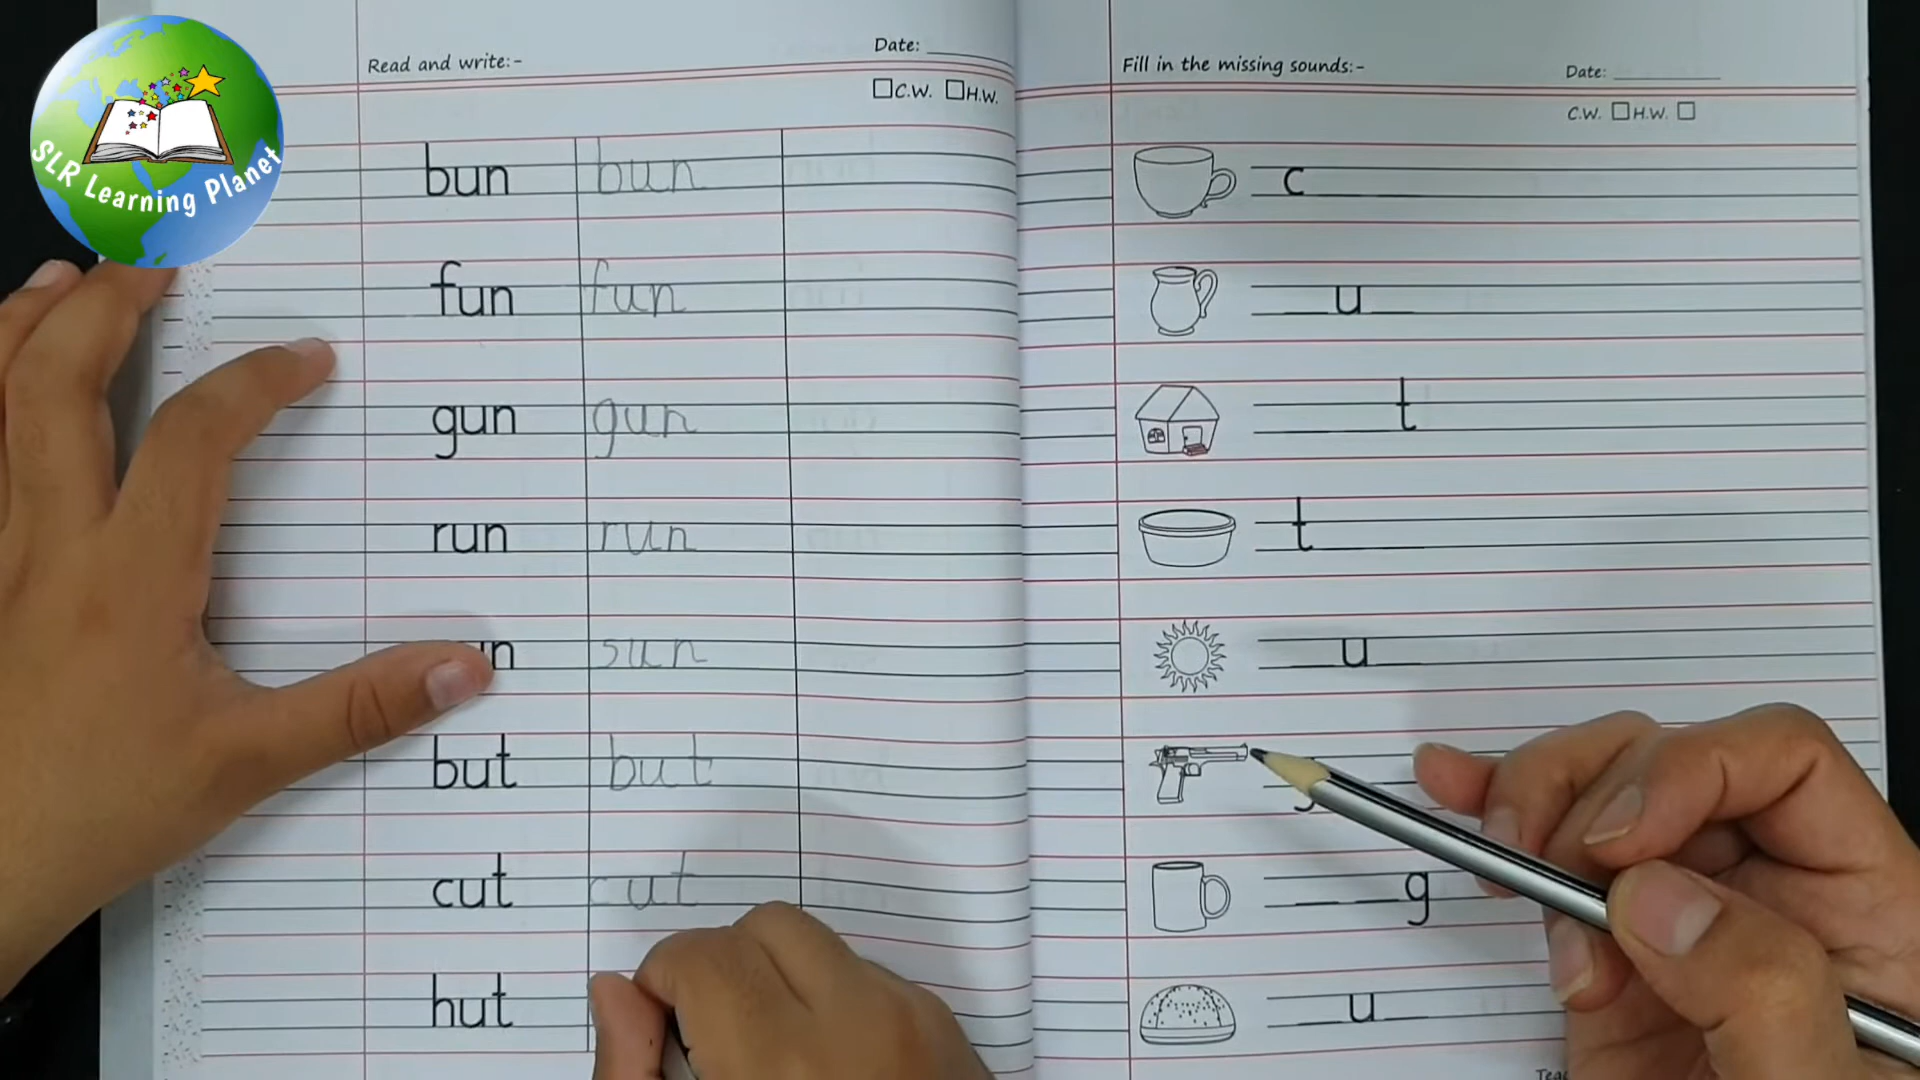 SLR Learning Planet
Read and write:-
Date:
C.W. H.W.
bun bun
fun fun
gun gun
run run
sun
but but
cut cut
hut
Fill in the missing sounds:-
Date:
C.W. H.W.
c
u
t
t
u
g
u